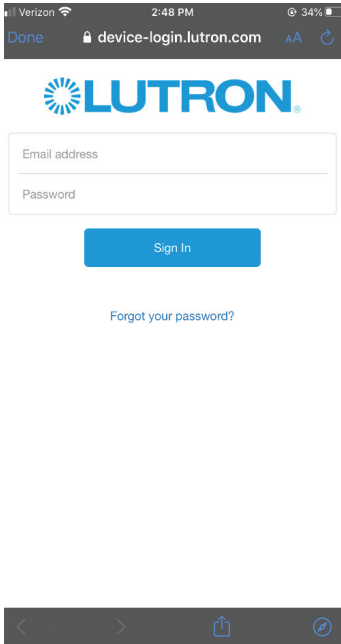 Verizon 2:48 PM 34%
Done device-login.lutron.com AA
LUTRON®
Email address
Password
Sign In
Forgot your password?